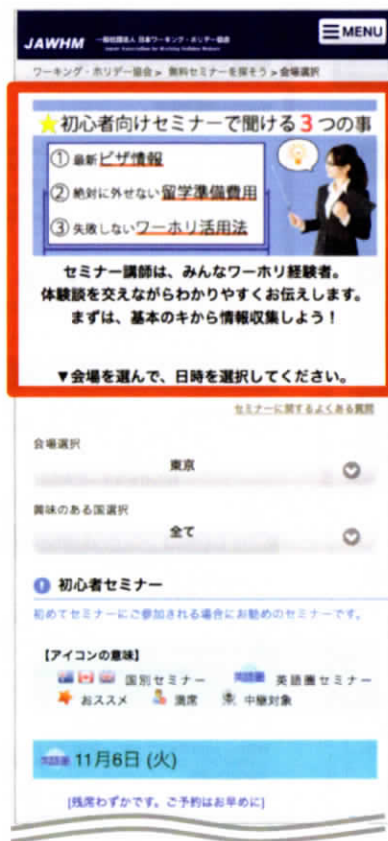 JAWHM 一般社団法人 日本ワーキング・ホリデー協会
MENU
ワーキング・ホリデー協会 > 無料セミナーを探そう > 会場選択
初心者向けセミナーで聞ける3つの事
① 最新ビザ情報
② 絶対に外せない留学準備費用
③ 失敗しないワーホリ活用法
セミナー講師は、みんなワーホリ経験者。
体験談を交えながらわかりやすくお伝えします。
まずは、基本のキから情報収集しよう！
▼会場を選んで、日時を選択してください。
セミナーに関するよくある質問
会場選択
東京
興味のある国選択
全て
初心者セミナー
初めてセミナーにご参加される場合にお勧めのセミナーです。
【アイコンの意味】
国別セミナー 英語圏 英語圏セミナー
おススメ 満席 中継対象
英語圏 11月6日 (火)
[残席わずかです。ご予約はお早めに]